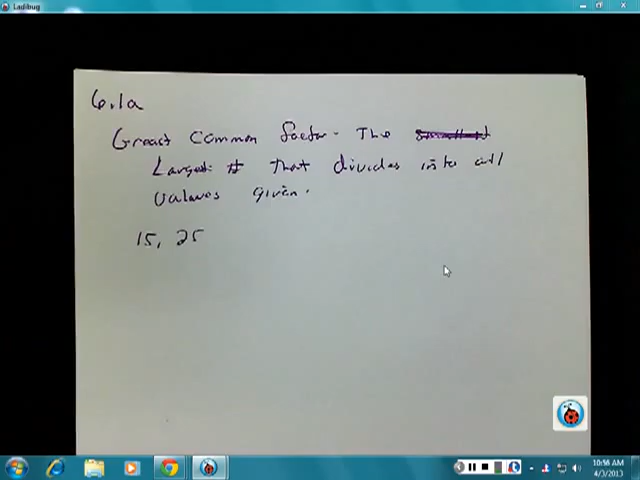 Ladibug
6.1a
Great Common factor - The smallest
Largest # that divides into all
values given.
15, 25
10:56 AM
4/3/2013